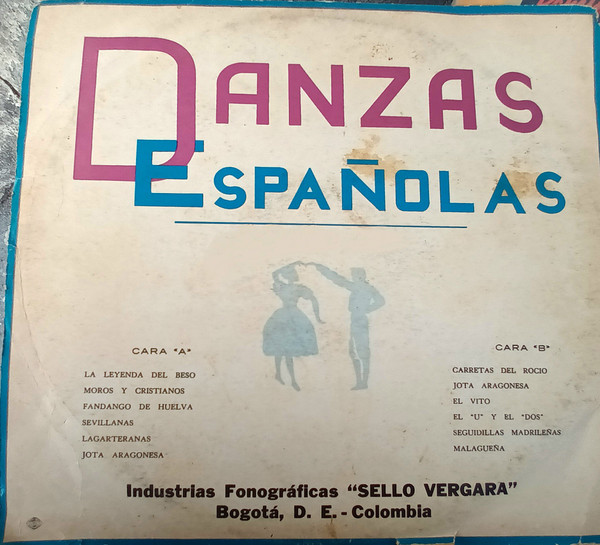 DANZAS
ESPAÑOLAS
CARA "A"
LA LEYENDA DEL BESO
MOROS Y CRISTIANOS
FANDANGO DE HUELVA
SEVILLANAS
LAGARTERANAS
JOTA ARAGONESA
CARA "B"
CARRETAS DEL ROCIO
JOTA ARAGONESA
EL VITO
EL "U" Y EL "DOS"
SEGUIDILLAS MADRILEÑAS
MALAGUEÑA
Industrias Fonográficas "SELLO VERGARA"
Bogotá, D. E. - Colombia